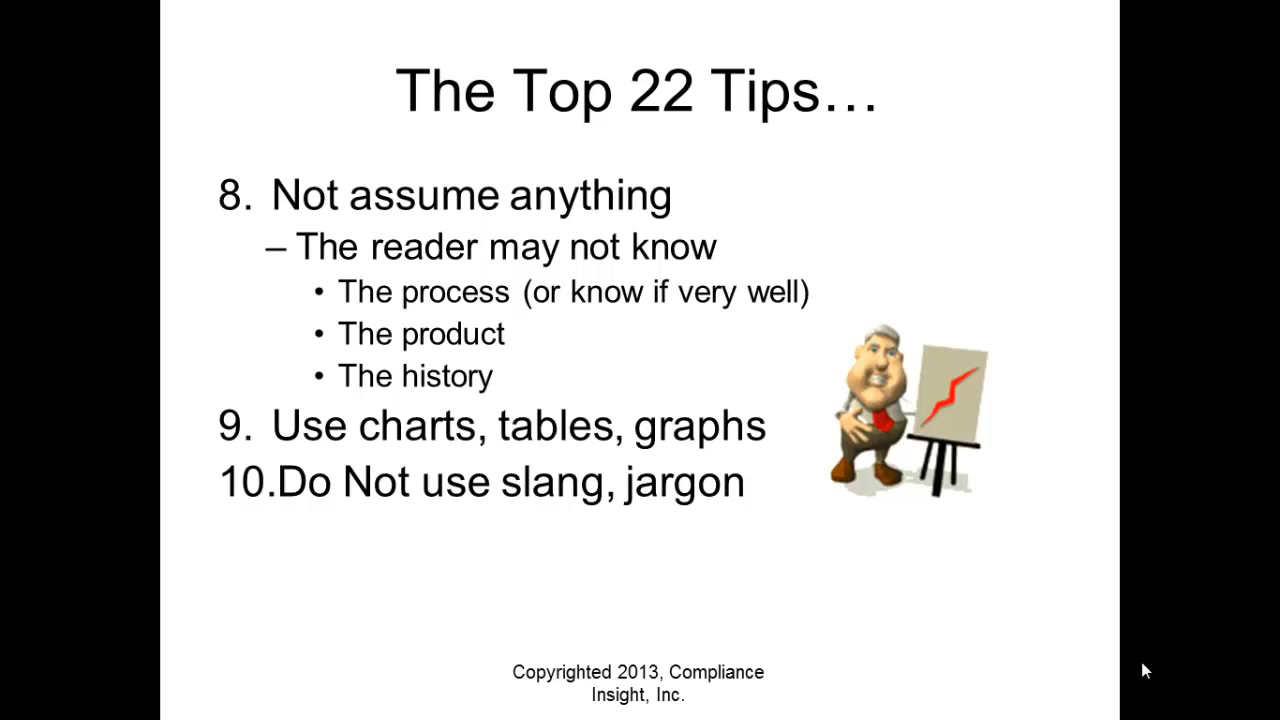 The Top 22 Tips…
8. Not assume anything
– The reader may not know
• The process (or know if very well)
• The product
• The history
9. Use charts, tables, graphs
10.Do Not use slang, jargon
Copyrighted 2013, Compliance
Insight, Inc.